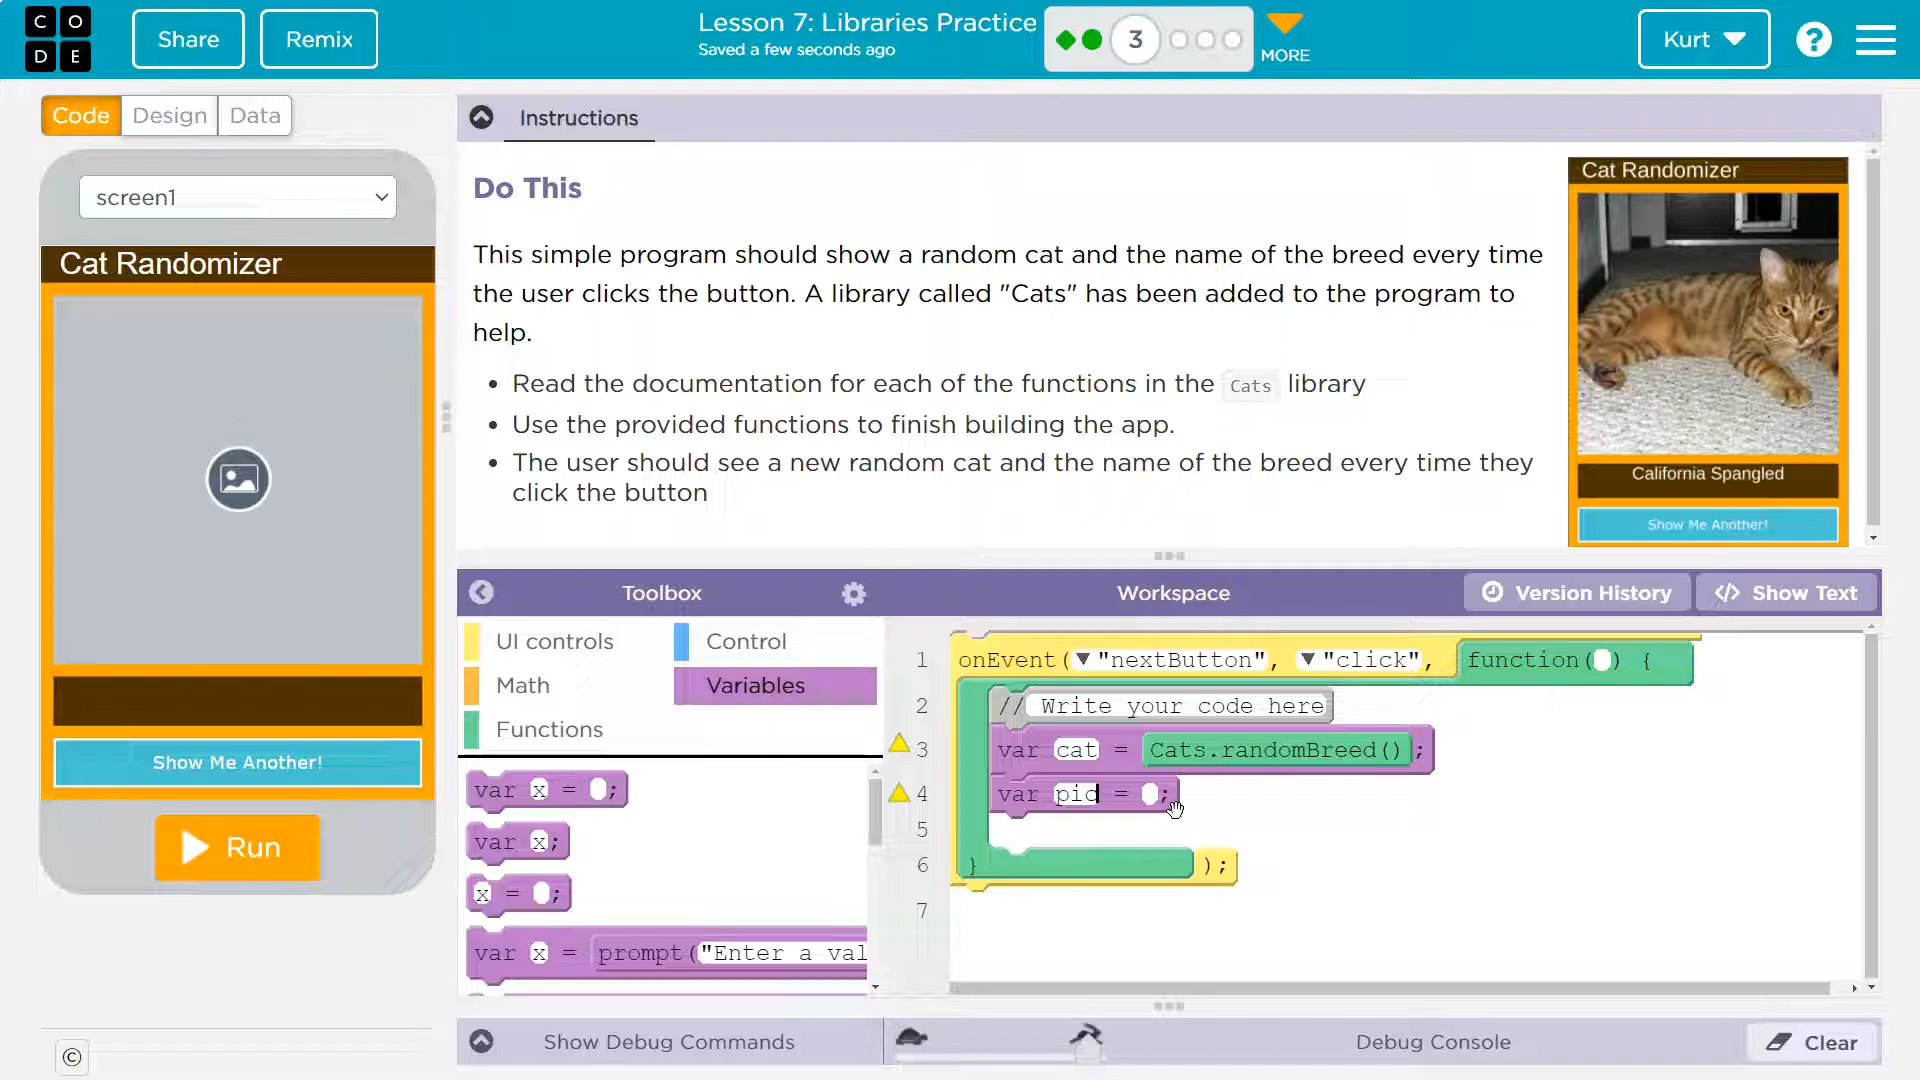 CODE
Share
Remix
Lesson 7: Libraries Practice
Saved a few seconds ago
3
MORE
Kurt
?
Code
Design
Data
screen1
Cat Randomizer
Show Me Another!
Run
©
Instructions
Do This
This simple program should show a random cat and the name of the breed every time
the user clicks the button. A library called "Cats" has been added to the program to
help.
Read the documentation for each of the functions in the Cats library
Use the provided functions to finish building the app.
The user should see a new random cat and the name of the breed every time they
click the button
Cat Randomizer
California Spangled
Show Me Another!
Toolbox
Workspace
Version History
</> Show Text
UI controls
Control
Math
Variables
Functions
var x = ;
var x;
x = ;
var x = prompt("Enter a val
1 onEvent( "nextButton", "click", function( ) {
2 // Write your code here
3 var cat = Cats.randomBreed();
4 var pic = ;
5
6 } );
7
Show Debug Commands
Debug Console
Clear